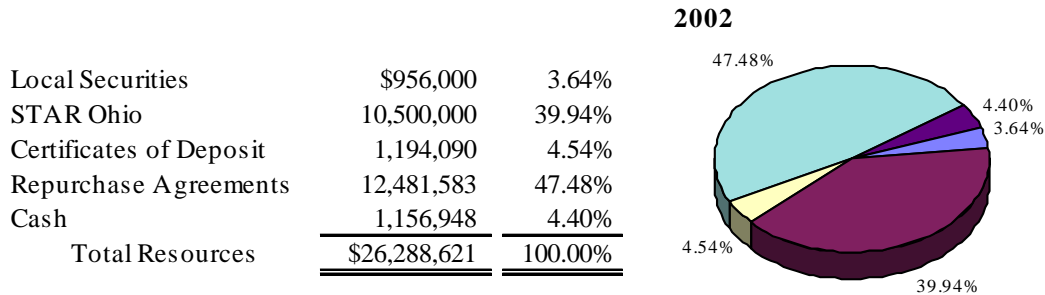 2002
Local Securities $956,000 3.64%
STAR Ohio 10,500,000 39.94%
Certificates of Deposit 1,194,090 4.54%
Repurchase Agreements 12,481,583 47.48%
Cash 1,156,948 4.40%
Total Resources $26,288,621 100.00%
47.48%
4.40%
3.64%
4.54%
39.94%